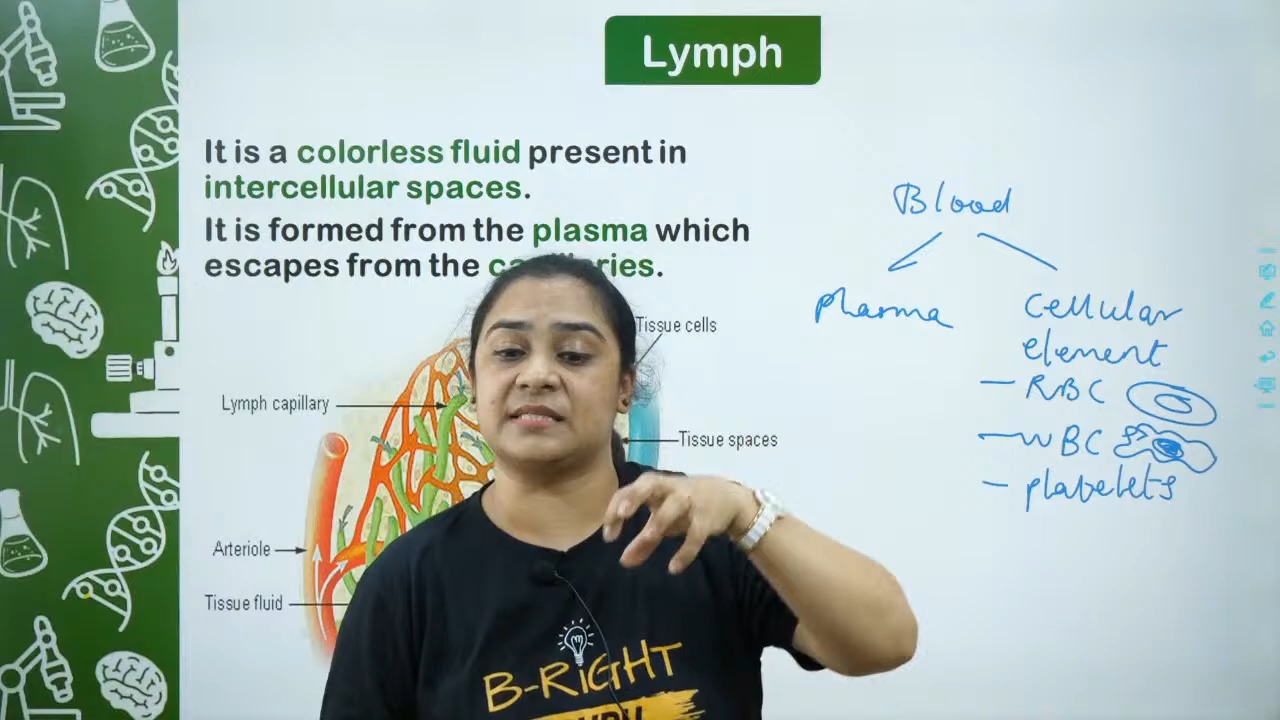 Lymph
It is a colorless fluid present in
intercellular spaces.
It is formed from the plasma which
escapes from the capillaries.
Tissue cells
Lymph capillary
Tissue spaces
Arteriole
Tissue fluid
Blood
plasma
cellular
element
- RBC
- WBC
- platelets
B-RIGHT